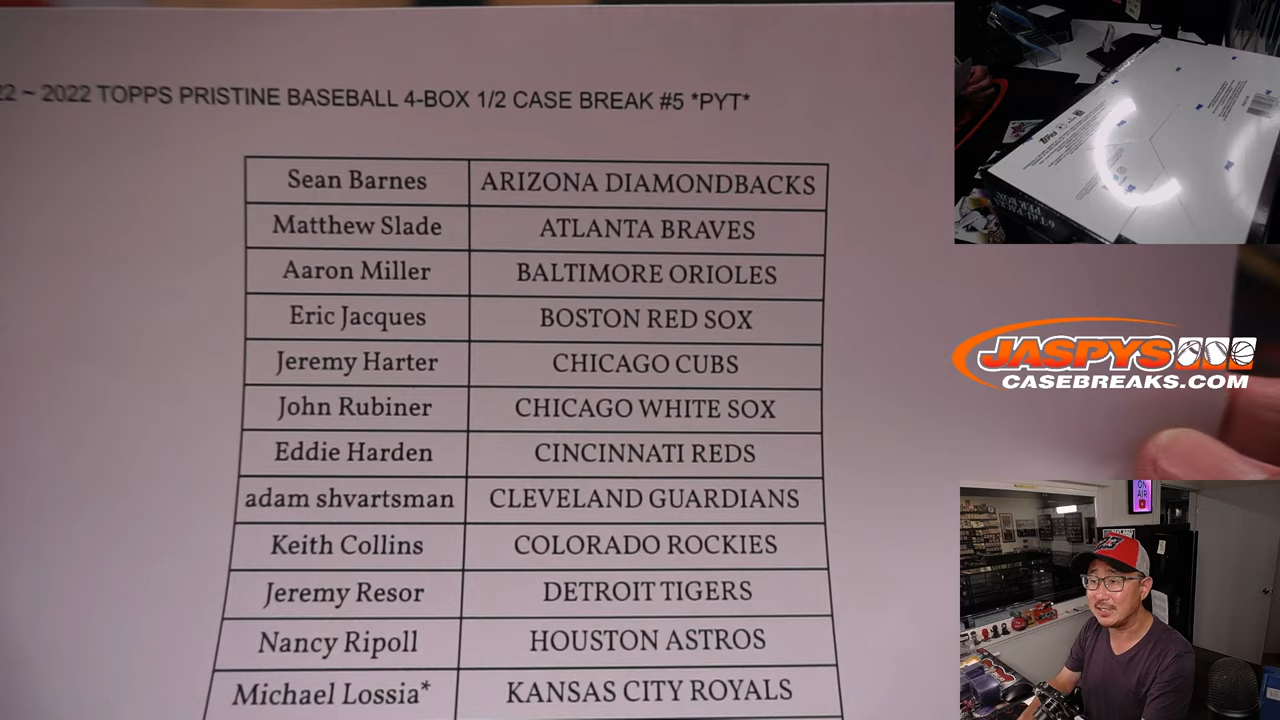 22 ~ 2022 TOPPS PRISTINE BASEBALL 4-BOX 1/2 CASE BREAK #5 *PYT*
Sean Barnes ARIZONA DIAMONDBACKS
Matthew Slade ATLANTA BRAVES
Aaron Miller BALTIMORE ORIOLES
Eric Jacques BOSTON RED SOX
Jeremy Harter CHICAGO CUBS
John Rubiner CHICAGO WHITE SOX
Eddie Harden CINCINNATI REDS
adam shvartsman CLEVELAND GUARDIANS
Keith Collins COLORADO ROCKIES
Jeremy Resor DETROIT TIGERS
Nancy Ripoll HOUSTON ASTROS
Michael Lossia* KANSAS CITY ROYALS
JASPYS
CASEBREAKS.COM
ON
AIR